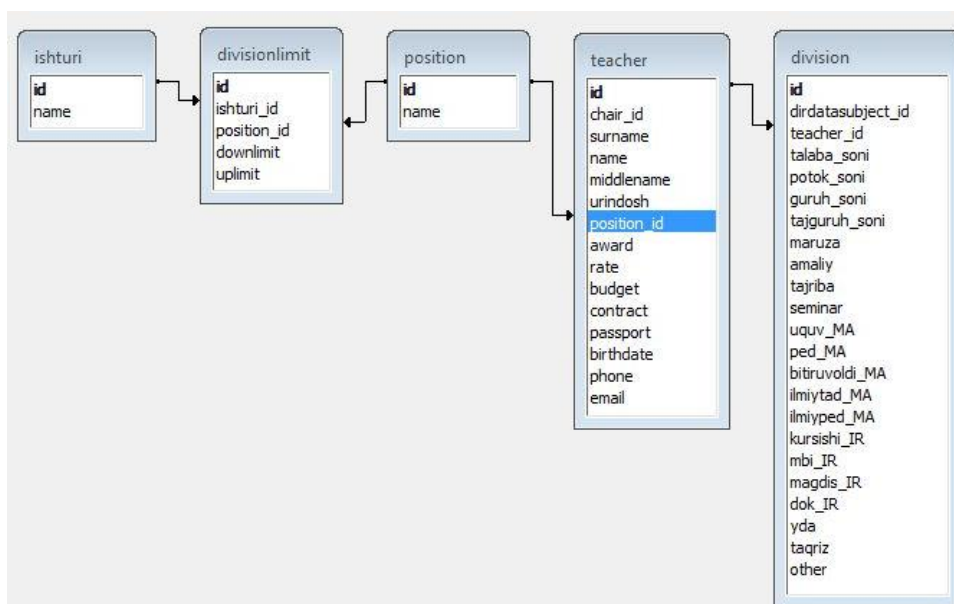 ishturi
id
name
divisionlimit
id
ishturi_id
position_id
downlimit
uplimit
position
id
name
teacher
id
chair_id
surname
name
middlename
urindosh
position_id
award
rate
budget
contract
passport
birthdate
phone
email
division
id
dirdatasubject_id
teacher_id
talaba_soni
potok_soni
guruh_soni
tajguruh_soni
maruza
amaliy
tajriba
seminar
uquv_MA
ped_MA
bitiruvoldi_MA
ilmiytad_MA
ilmiyped_MA
kursishi_IR
mbi_IR
magdis_IR
dok_IR
yda
taqriz
other